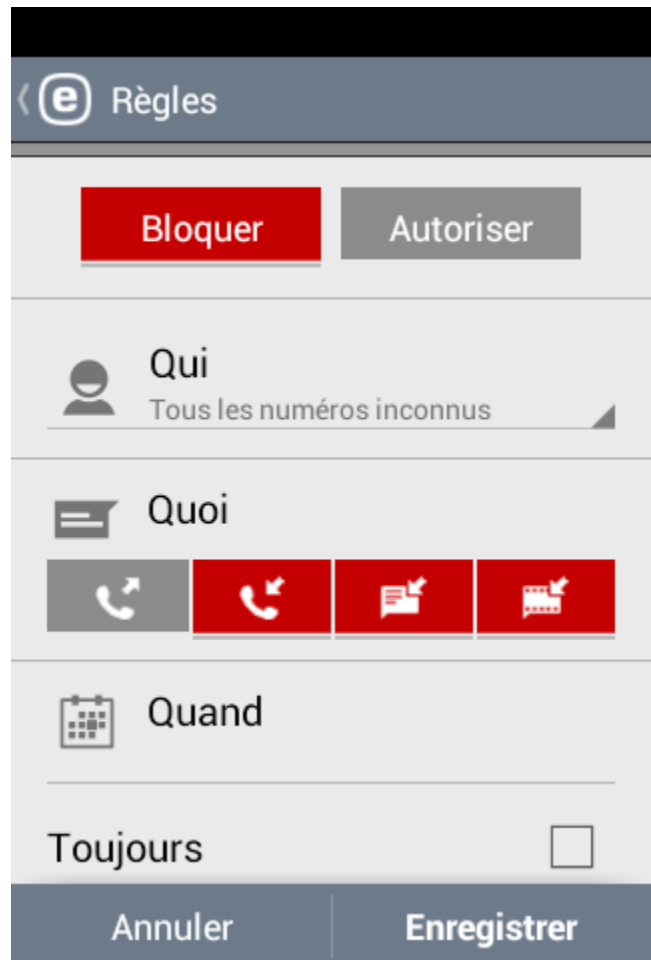 e Règles
Bloquer Autoriser
Qui
Tous les numéros inconnus
Quoi
Quand
Toujours
Annuler Enregistrer